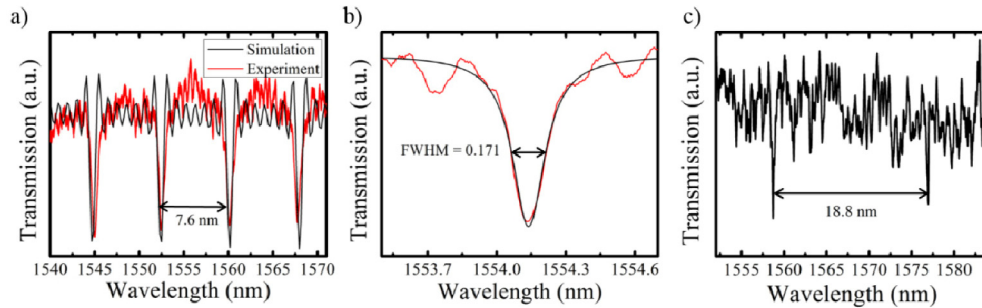 a)
Transmission (a.u.)
Simulation
Experiment
7.6 nm
1540 1545 1550 1555 1560 1565 1570
Wavelength (nm)
b)
Transmission (a.u.)
FWHM = 0.171
1553.7 1554.0 1554.3 1554.6
Wavelength (nm)
c)
Transmission (a.u.)
18.8 nm
1555 1560 1565 1570 1575 1580
Wavelength (nm)